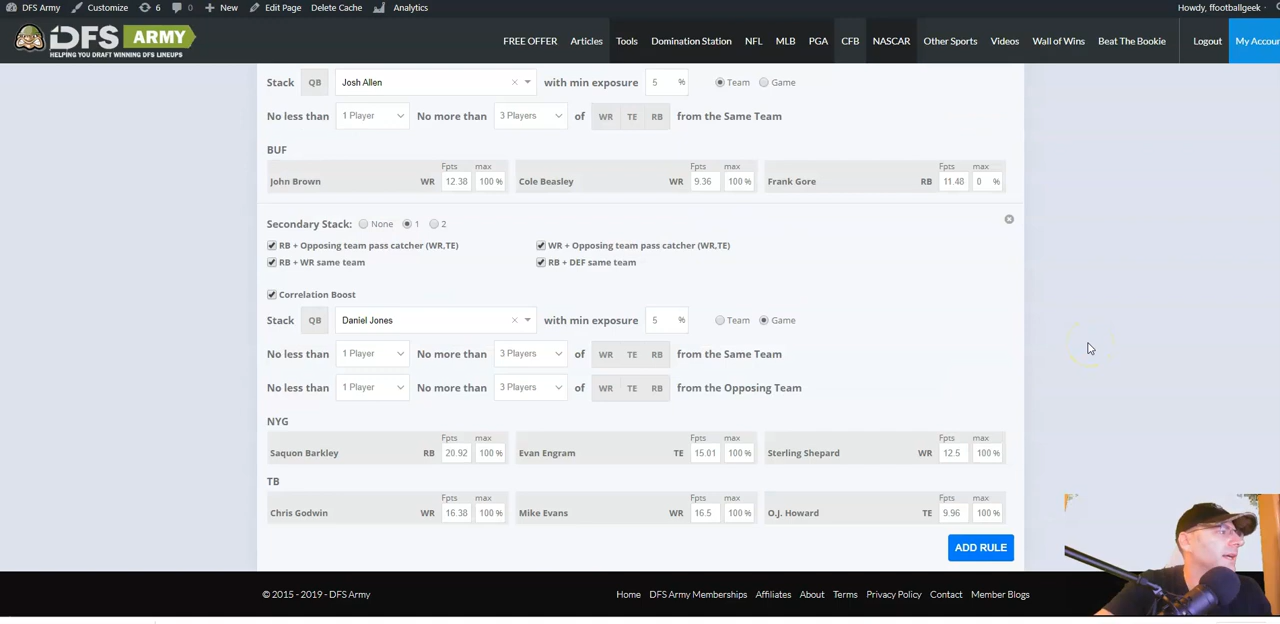 DFS Army Customize 6 0 New Edit Page Delete Cache Analytics Howdy, ffootballgeek
DFS ARMY
HELPING YOU DRAFT WINNING DFS LINEUPS
FREE OFFER Articles Tools Domination Station NFL MLB PGA CFB NASCAR Other Sports Videos Wall of Wins Beat The Bookie Logout My Accoun
Stack QB Josh Allen × with min exposure 5 % Team Game
No less than 1 Player No more than 3 Players of WR TE RB from the Same Team
BUF
Fpts max Fpts max Fpts max
John Brown WR 12.38 100 % Cole Beasley WR 9.36 100 % Frank Gore RB 11.48 0 %
Secondary Stack: None 1 2
RB + Opposing team pass catcher (WR,TE) WR + Opposing team pass catcher (WR,TE)
RB + WR same team RB + DEF same team
Correlation Boost
Stack QB Daniel Jones × with min exposure 5 % Team Game
No less than 1 Player No more than 3 Players of WR TE RB from the Same Team
No less than 1 Player No more than 3 Players of WR TE RB from the Opposing Team
NYG
Fpts max Fpts max Fpts max
Saquon Barkley RB 20.92 100 % Evan Engram TE 15.01 100 % Sterling Shepard WR 12.5 100 %
TB
Fpts max Fpts max Fpts max
Chris Godwin WR 16.38 100 % Mike Evans WR 16.5 100 % O.J. Howard TE 9.96 100 %
ADD RULE
© 2015 - 2019 - DFS Army Home DFS Army Memberships Affiliates About Terms Privacy Policy Contact Member Blogs